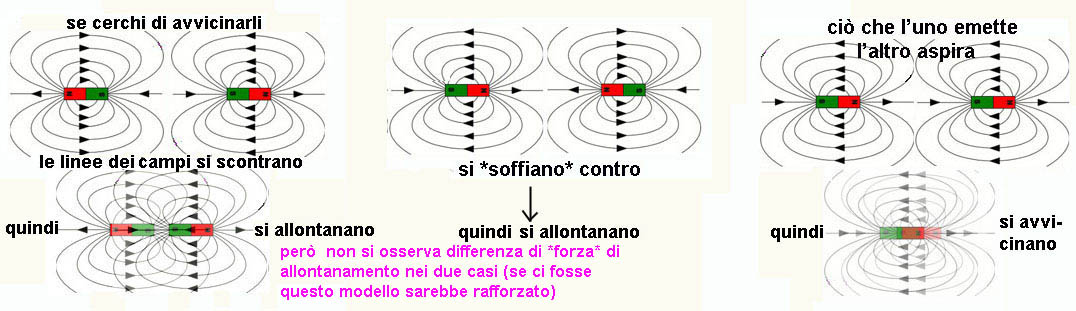 se cerchi di avvicinarli
le linee dei campi si scontrano
quindi
si allontanano
si *soffiano* contro
quindi si allontanano
però non si osserva differenza di *forza* di
allontanamento nei due casi (se ci fosse
questo modello sarebbe rafforzato)
ciò che l'uno emette
l'altro aspira
quindi
si avvi-
cinano